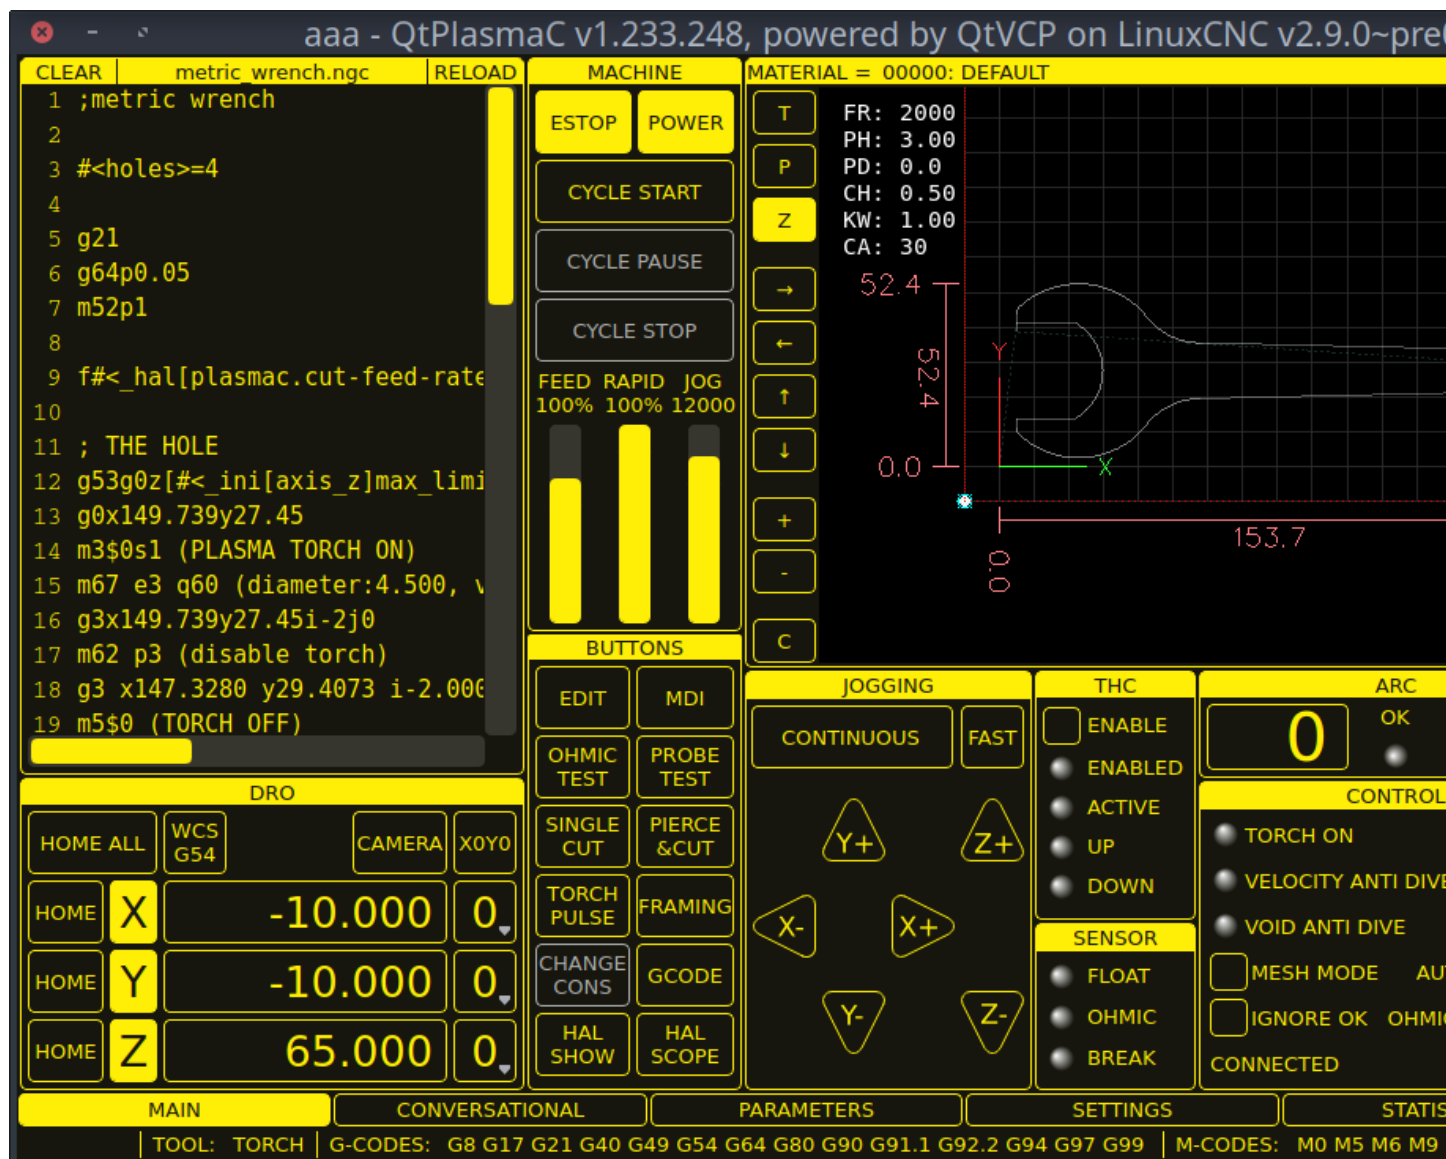 aaa - QtPlasmaC v1.233.248, powered by QtVCP on LinuxCNC v2.9.0~pre
CLEAR metric_wrench.ngc RELOAD
1 ;metric wrench
2
3 #<holes>=4
4
5 g21
6 g64p0.05
7 m52p1
8
9 f#<_hal[plasmac.cut-feed-rate
10
11 ; THE HOLE
12 g53g0z[#<_ini[axis_z]max_limi
13 g0x149.739y27.45
14 m3$0s1 (PLASMA TORCH ON)
15 m67 e3 q60 (diameter:4.500, v
16 g3x149.739y27.45i-2j0
17 m62 p3 (disable torch)
18 g3 x147.3280 y29.4073 i-2.000
19 m5$0 (TORCH OFF)
DRO
HOME ALL WCS G54 CAMERA X0Y0
HOME X -10.000 0
HOME Y -10.000 0
HOME Z 65.000 0
MACHINE
ESTOP POWER
CYCLE START
CYCLE PAUSE
CYCLE STOP
FEED RAPID JOG
100% 100% 12000
BUTTONS
EDIT MDI
OHMIC TEST PROBE TEST
SINGLE CUT PIERCE &CUT
TORCH PULSE FRAMING
CHANGE CONS GCODE
HAL SHOW HAL SCOPE
MATERIAL = 00000: DEFAULT
T
P
Z
→
←
↑
↓
+
-
C
FR: 2000
PH: 3.00
PD: 0.0
CH: 0.50
KW: 1.00
CA: 30
52.4
52.4
0.0
Y
X
153.7
0.0
JOGGING
CONTINUOUS FAST
Y+ Z+
X- X+
Y- Z-
THC
ENABLE
ENABLED
ACTIVE
UP
DOWN
SENSOR
FLOAT
OHMIC
BREAK
ARC
0 OK
CONTROL
TORCH ON
VELOCITY ANTI DIVE
VOID ANTI DIVE
MESH MODE AU
IGNORE OK OHMIC
CONNECTED
MAIN CONVERSATIONAL PARAMETERS SETTINGS STATIS
TOOL: TORCH G-CODES: G8 G17 G21 G40 G49 G54 G64 G80 G90 G91.1 G92.2 G94 G97 G99 M-CODES: M0 M5 M6 M9